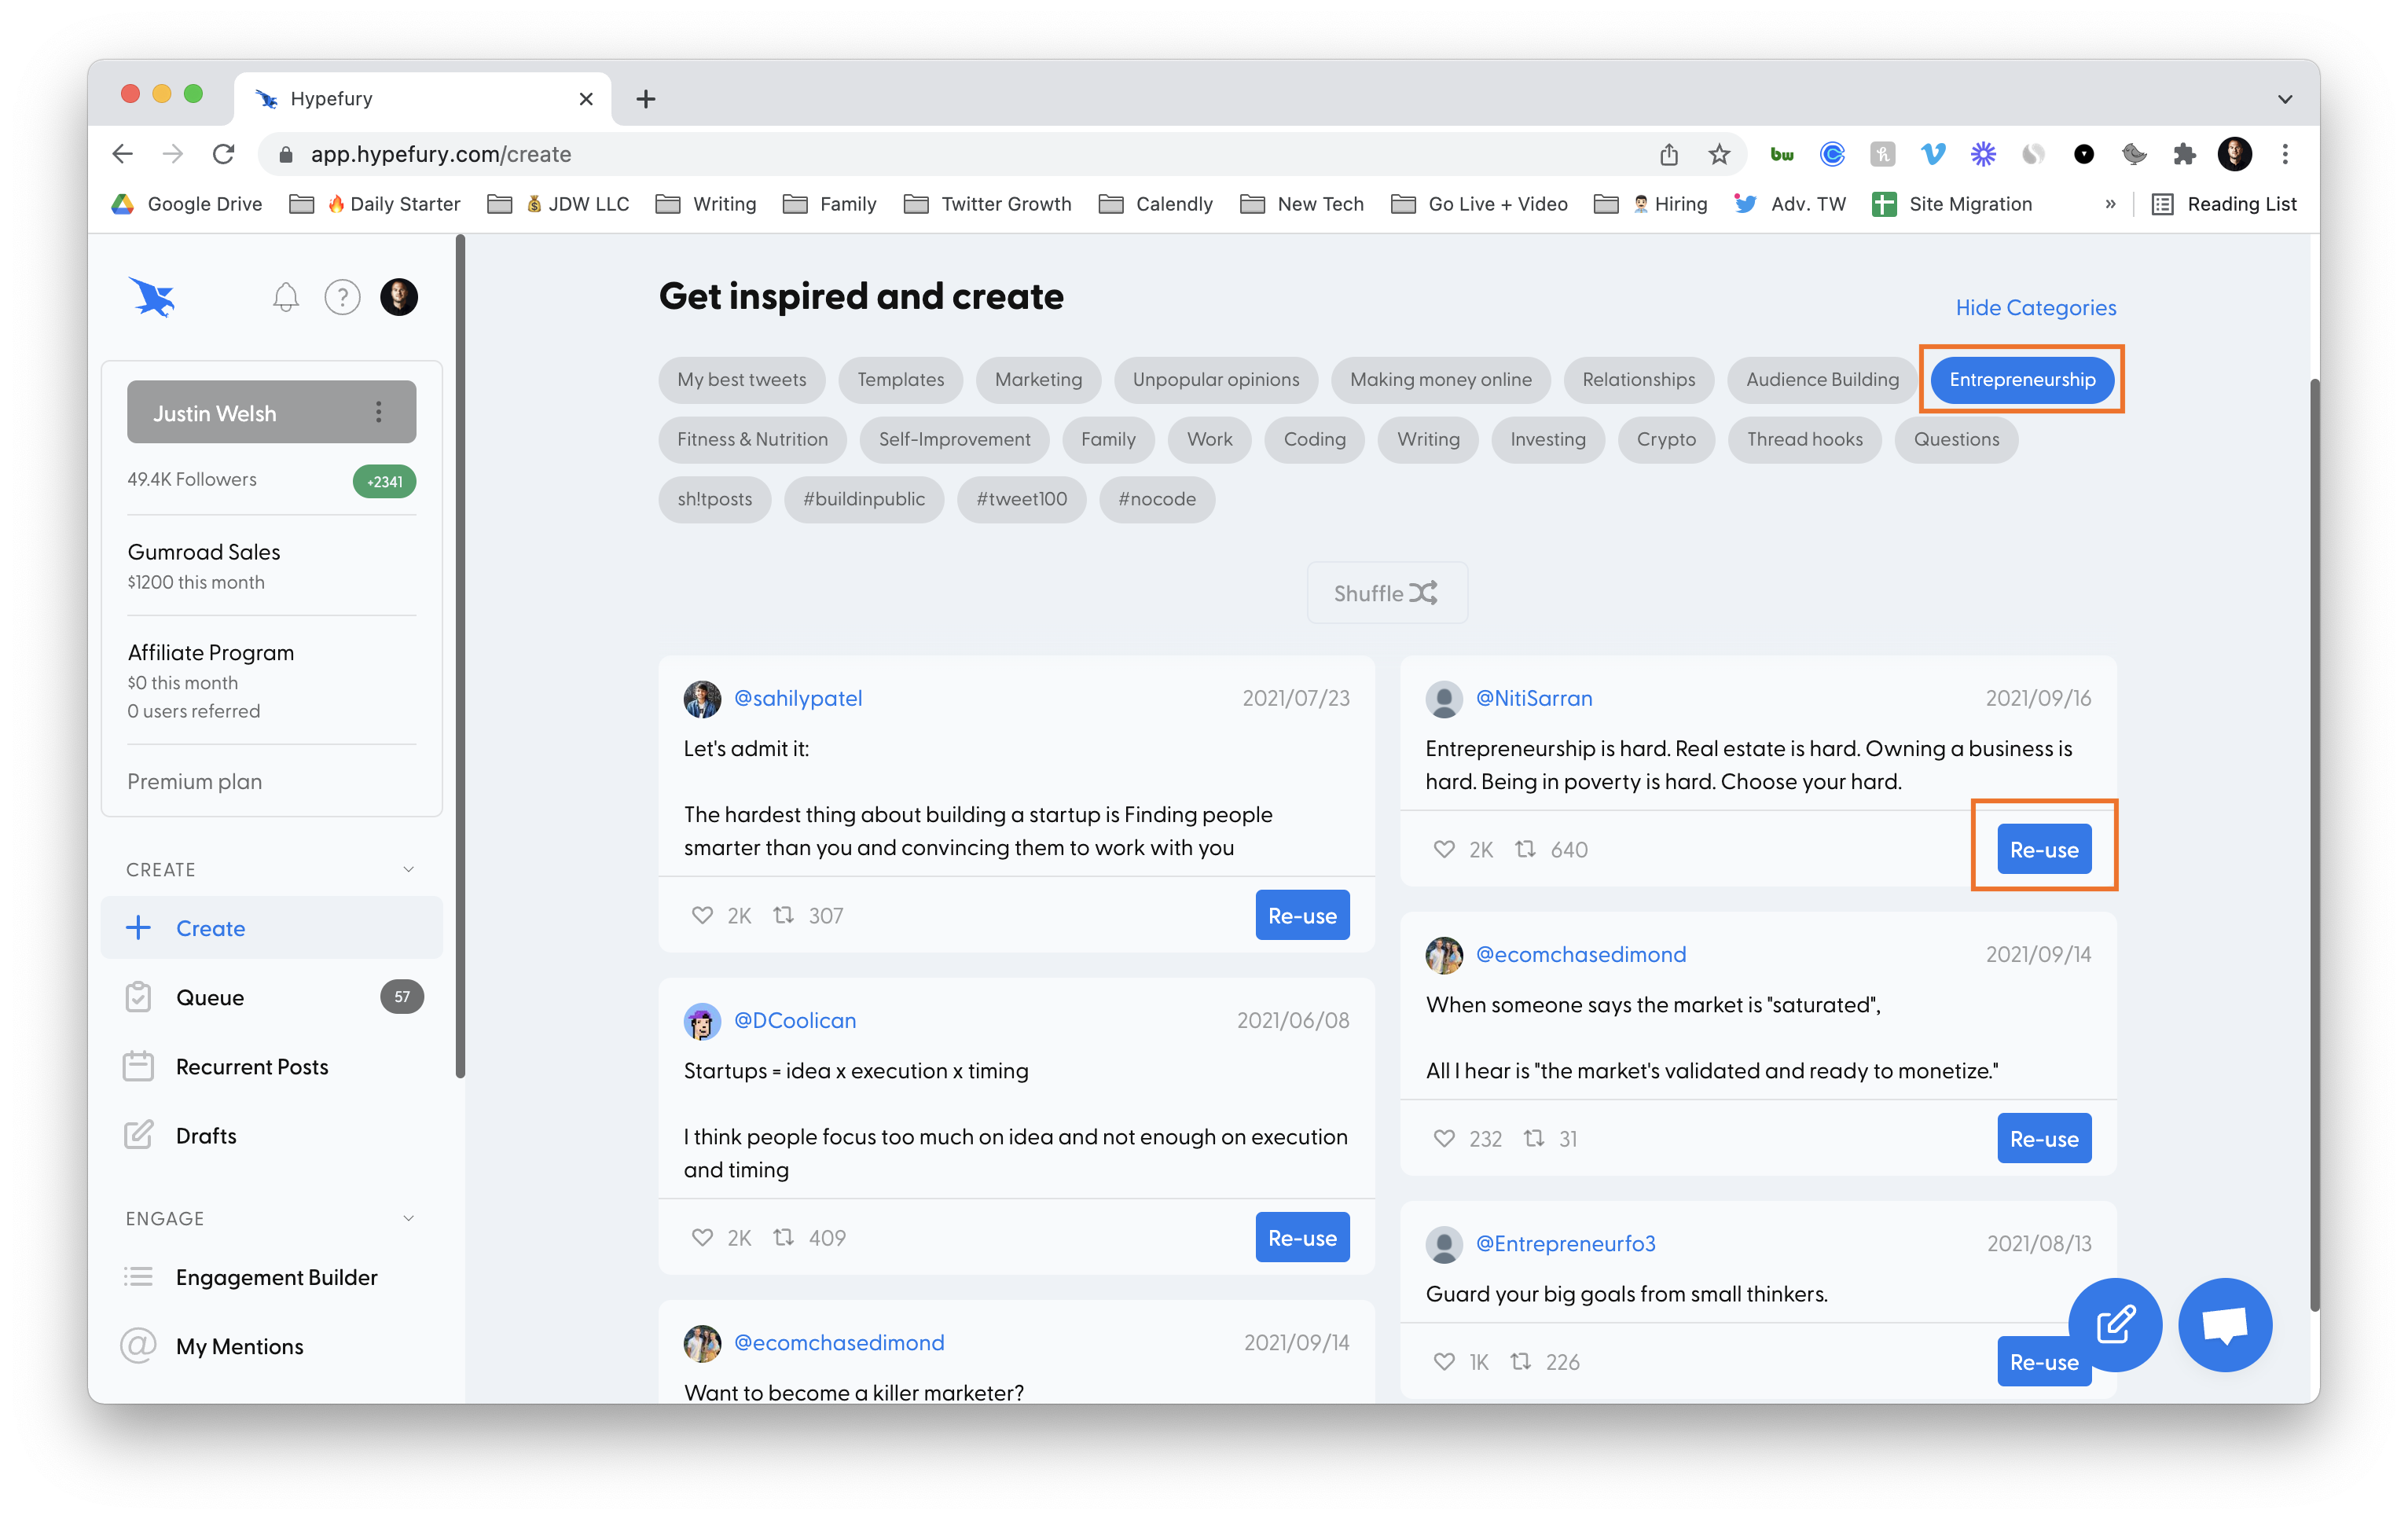 Hypefury
app.hypefury.com/create
bw
Google Drive
🔥 Daily Starter
💰 JDW LLC
Writing
Family
Twitter Growth
Calendly
New Tech
Go Live + Video
👨🏻‍💼 Hiring
Adv. TW
Site Migration
»
Reading List
Justin Welsh
49.4K Followers
+2341
Gumroad Sales
$1200 this month
Affiliate Program
$0 this month
0 users referred
Premium plan
CREATE
Create
Queue
57
Recurrent Posts
Drafts
ENGAGE
Engagement Builder
My Mentions
Get inspired and create
Hide Categories
My best tweets
Templates
Marketing
Unpopular opinions
Making money online
Relationships
Audience Building
Entrepreneurship
Fitness & Nutrition
Self-Improvement
Family
Work
Coding
Writing
Investing
Crypto
Thread hooks
Questions
sh!tposts
#buildinpublic
#tweet100
#nocode
Shuffle
@sahilypatel
2021/07/23
Let's admit it:
The hardest thing about building a startup is Finding people
smarter than you and convincing them to work with you
2K
307
Re-use
@DCoolican
2021/06/08
Startups = idea x execution x timing
I think people focus too much on idea and not enough on execution
and timing
2K
409
Re-use
@ecomchasedimond
2021/09/14
Want to become a killer marketer?
@NitiSarran
2021/09/16
Entrepreneurship is hard. Real estate is hard. Owning a business is
hard. Being in poverty is hard. Choose your hard.
2K
640
Re-use
@ecomchasedimond
2021/09/14
When someone says the market is "saturated",
All I hear is "the market's validated and ready to monetize."
232
31
Re-use
@Entrepreneurfo3
2021/08/13
Guard your big goals from small thinkers.
1K
226
Re-use